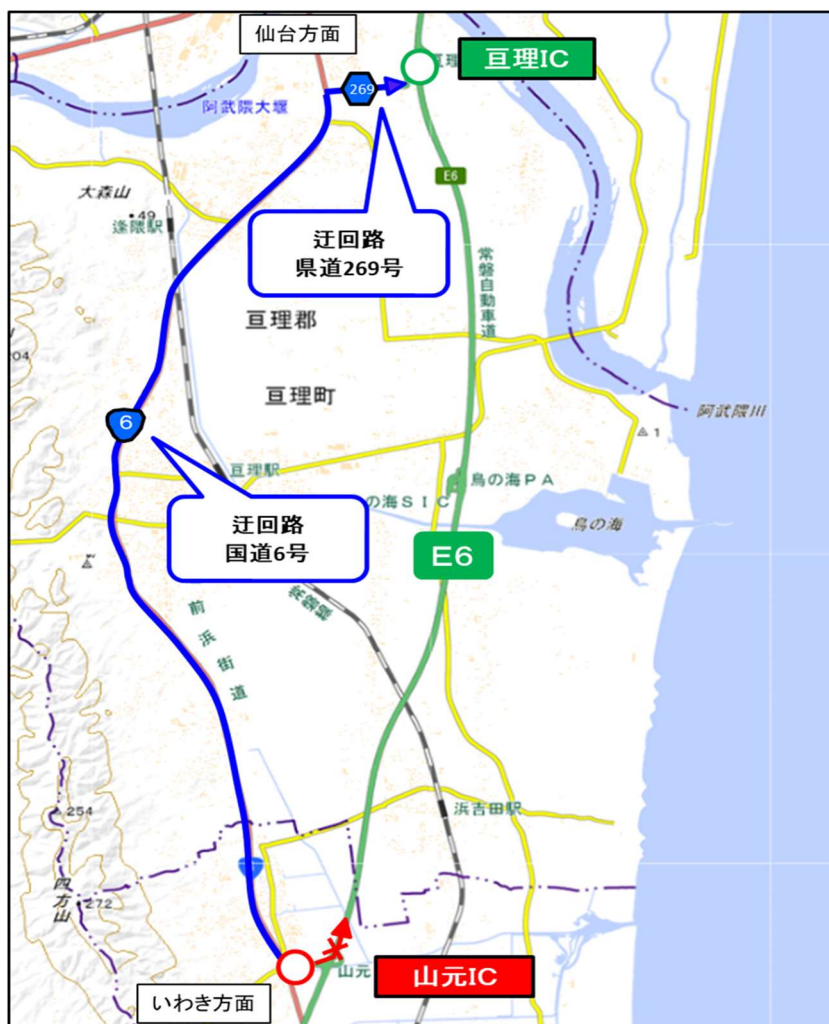 仙台方面
亘理IC
269
阿武隈大堰
E6
大森山
49
逢隈駅
迂回路
県道269号
常磐自動車道
亘理郡
亘理町
6
阿武隈川
1
亘理駅
鳥の海PA
の海SIC
迂回路
国道6号
鳥の海
E6
常磐線
前浜街道
浜吉田駅
254
四方山
272
山元
山元IC
いわき方面